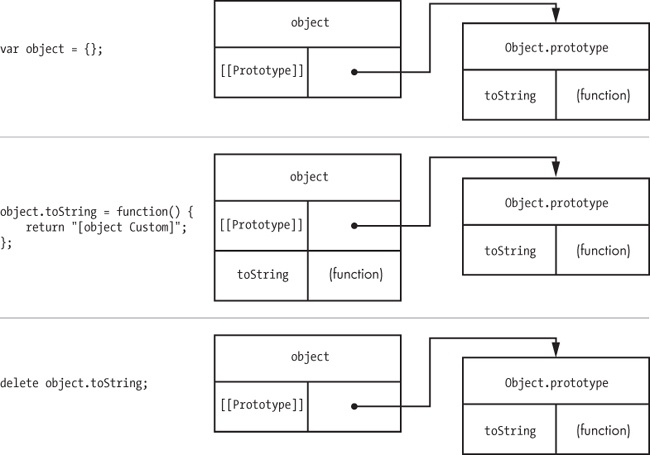 var object = {};
object
[[Prototype]]
Object.prototype
toString (function)
object.toString = function() {
    return "[object Custom]";
};
object
[[Prototype]]
toString (function)
Object.prototype
toString (function)
delete object.toString;
object
[[Prototype]]
Object.prototype
toString (function)